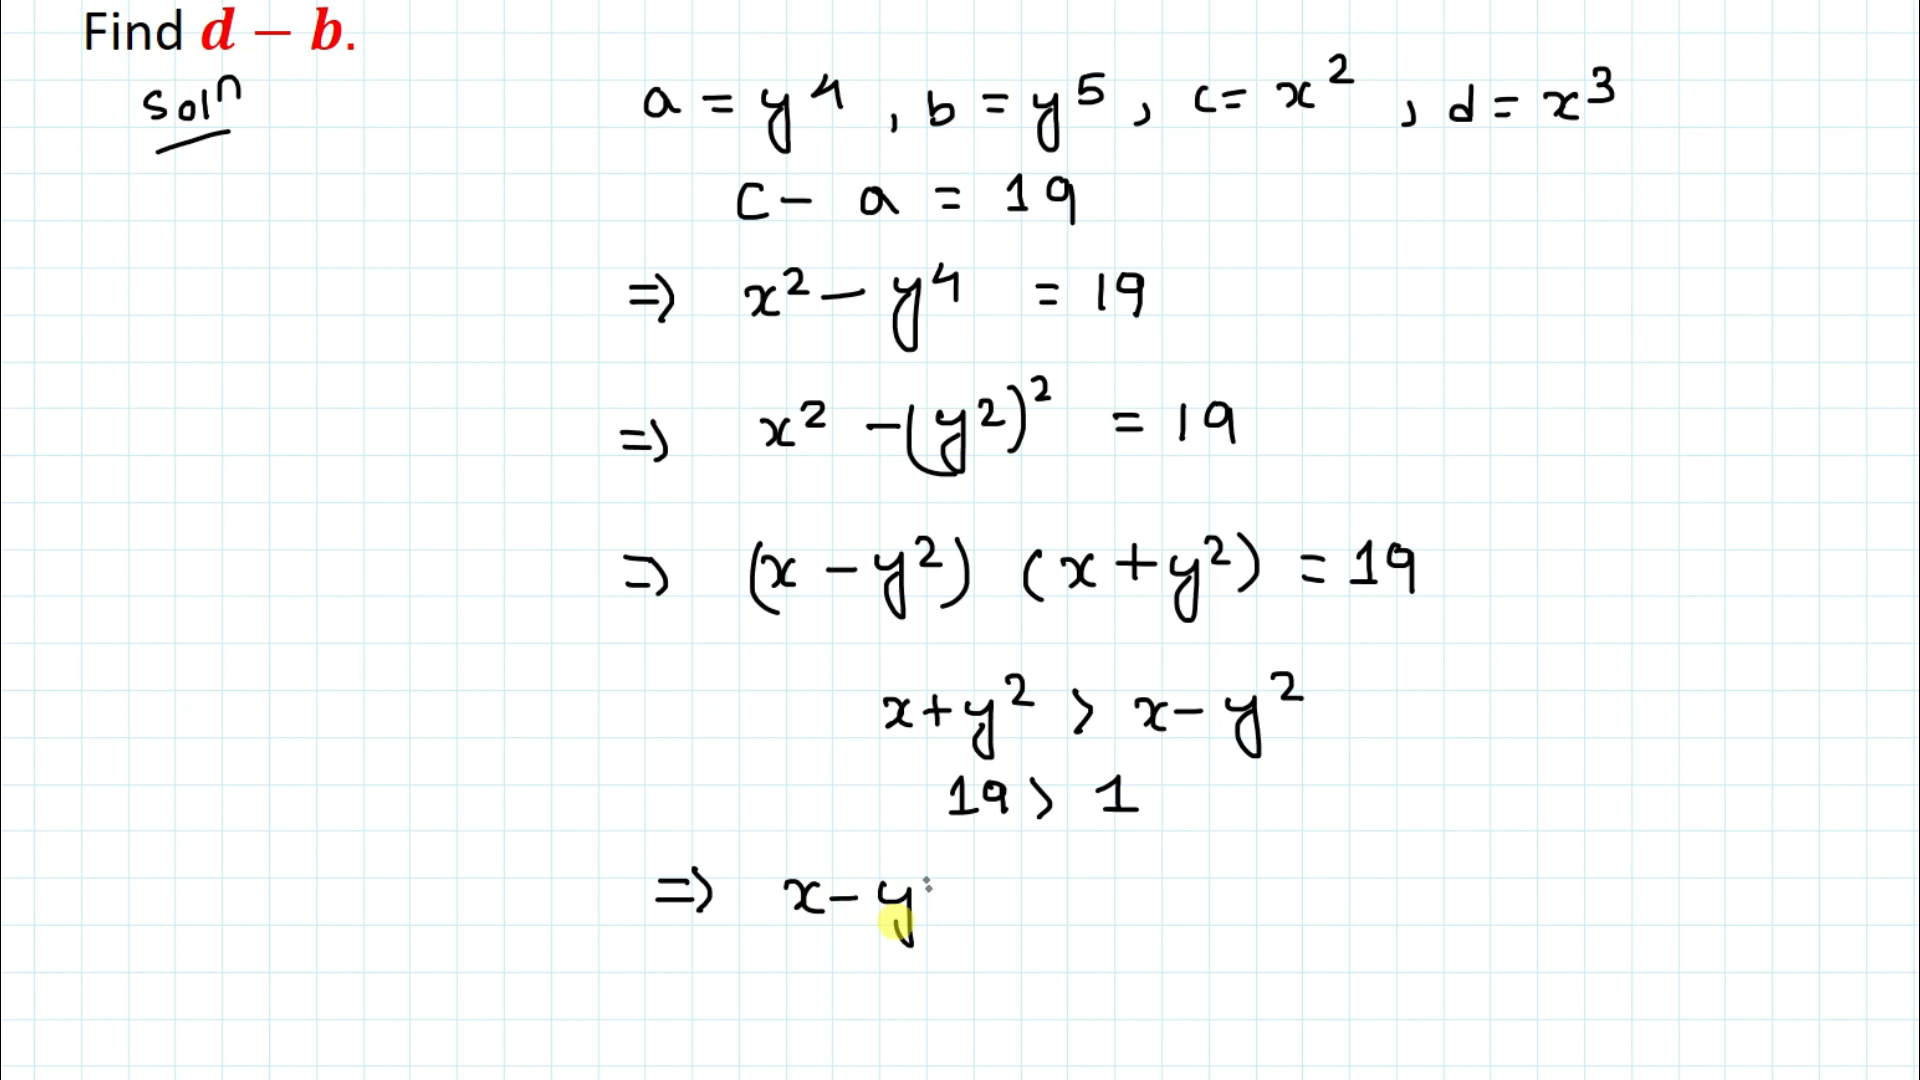 Find d − b.
Solⁿ
a = y⁴, b = y⁵, c = x², d = x³
c − a = 19
⇒ x² − y⁴ = 19
⇒ x² − (y²)² = 19
⇒ (x − y²) (x + y²) = 19
x + y² > x − y²
19 > 1
⇒ x − y